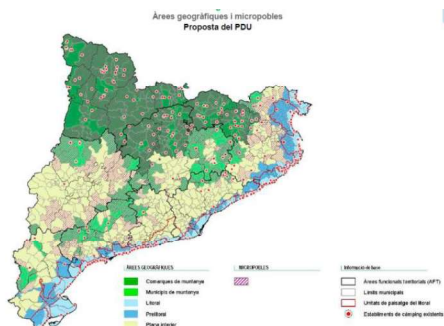 Àrees geogràfiques i micropobles
Proposta del PDU
ÀREES GEOGRÀFIQUES
Comarques de muntanya
Municipis de muntanya
Litoral
Prelitoral
Plana interior
MICROPOBLES
Informació de base
Àrees funcionals territorials (AFT)
Límits municipals
Unitats de paisatge del litoral
Establiments de càmping existents